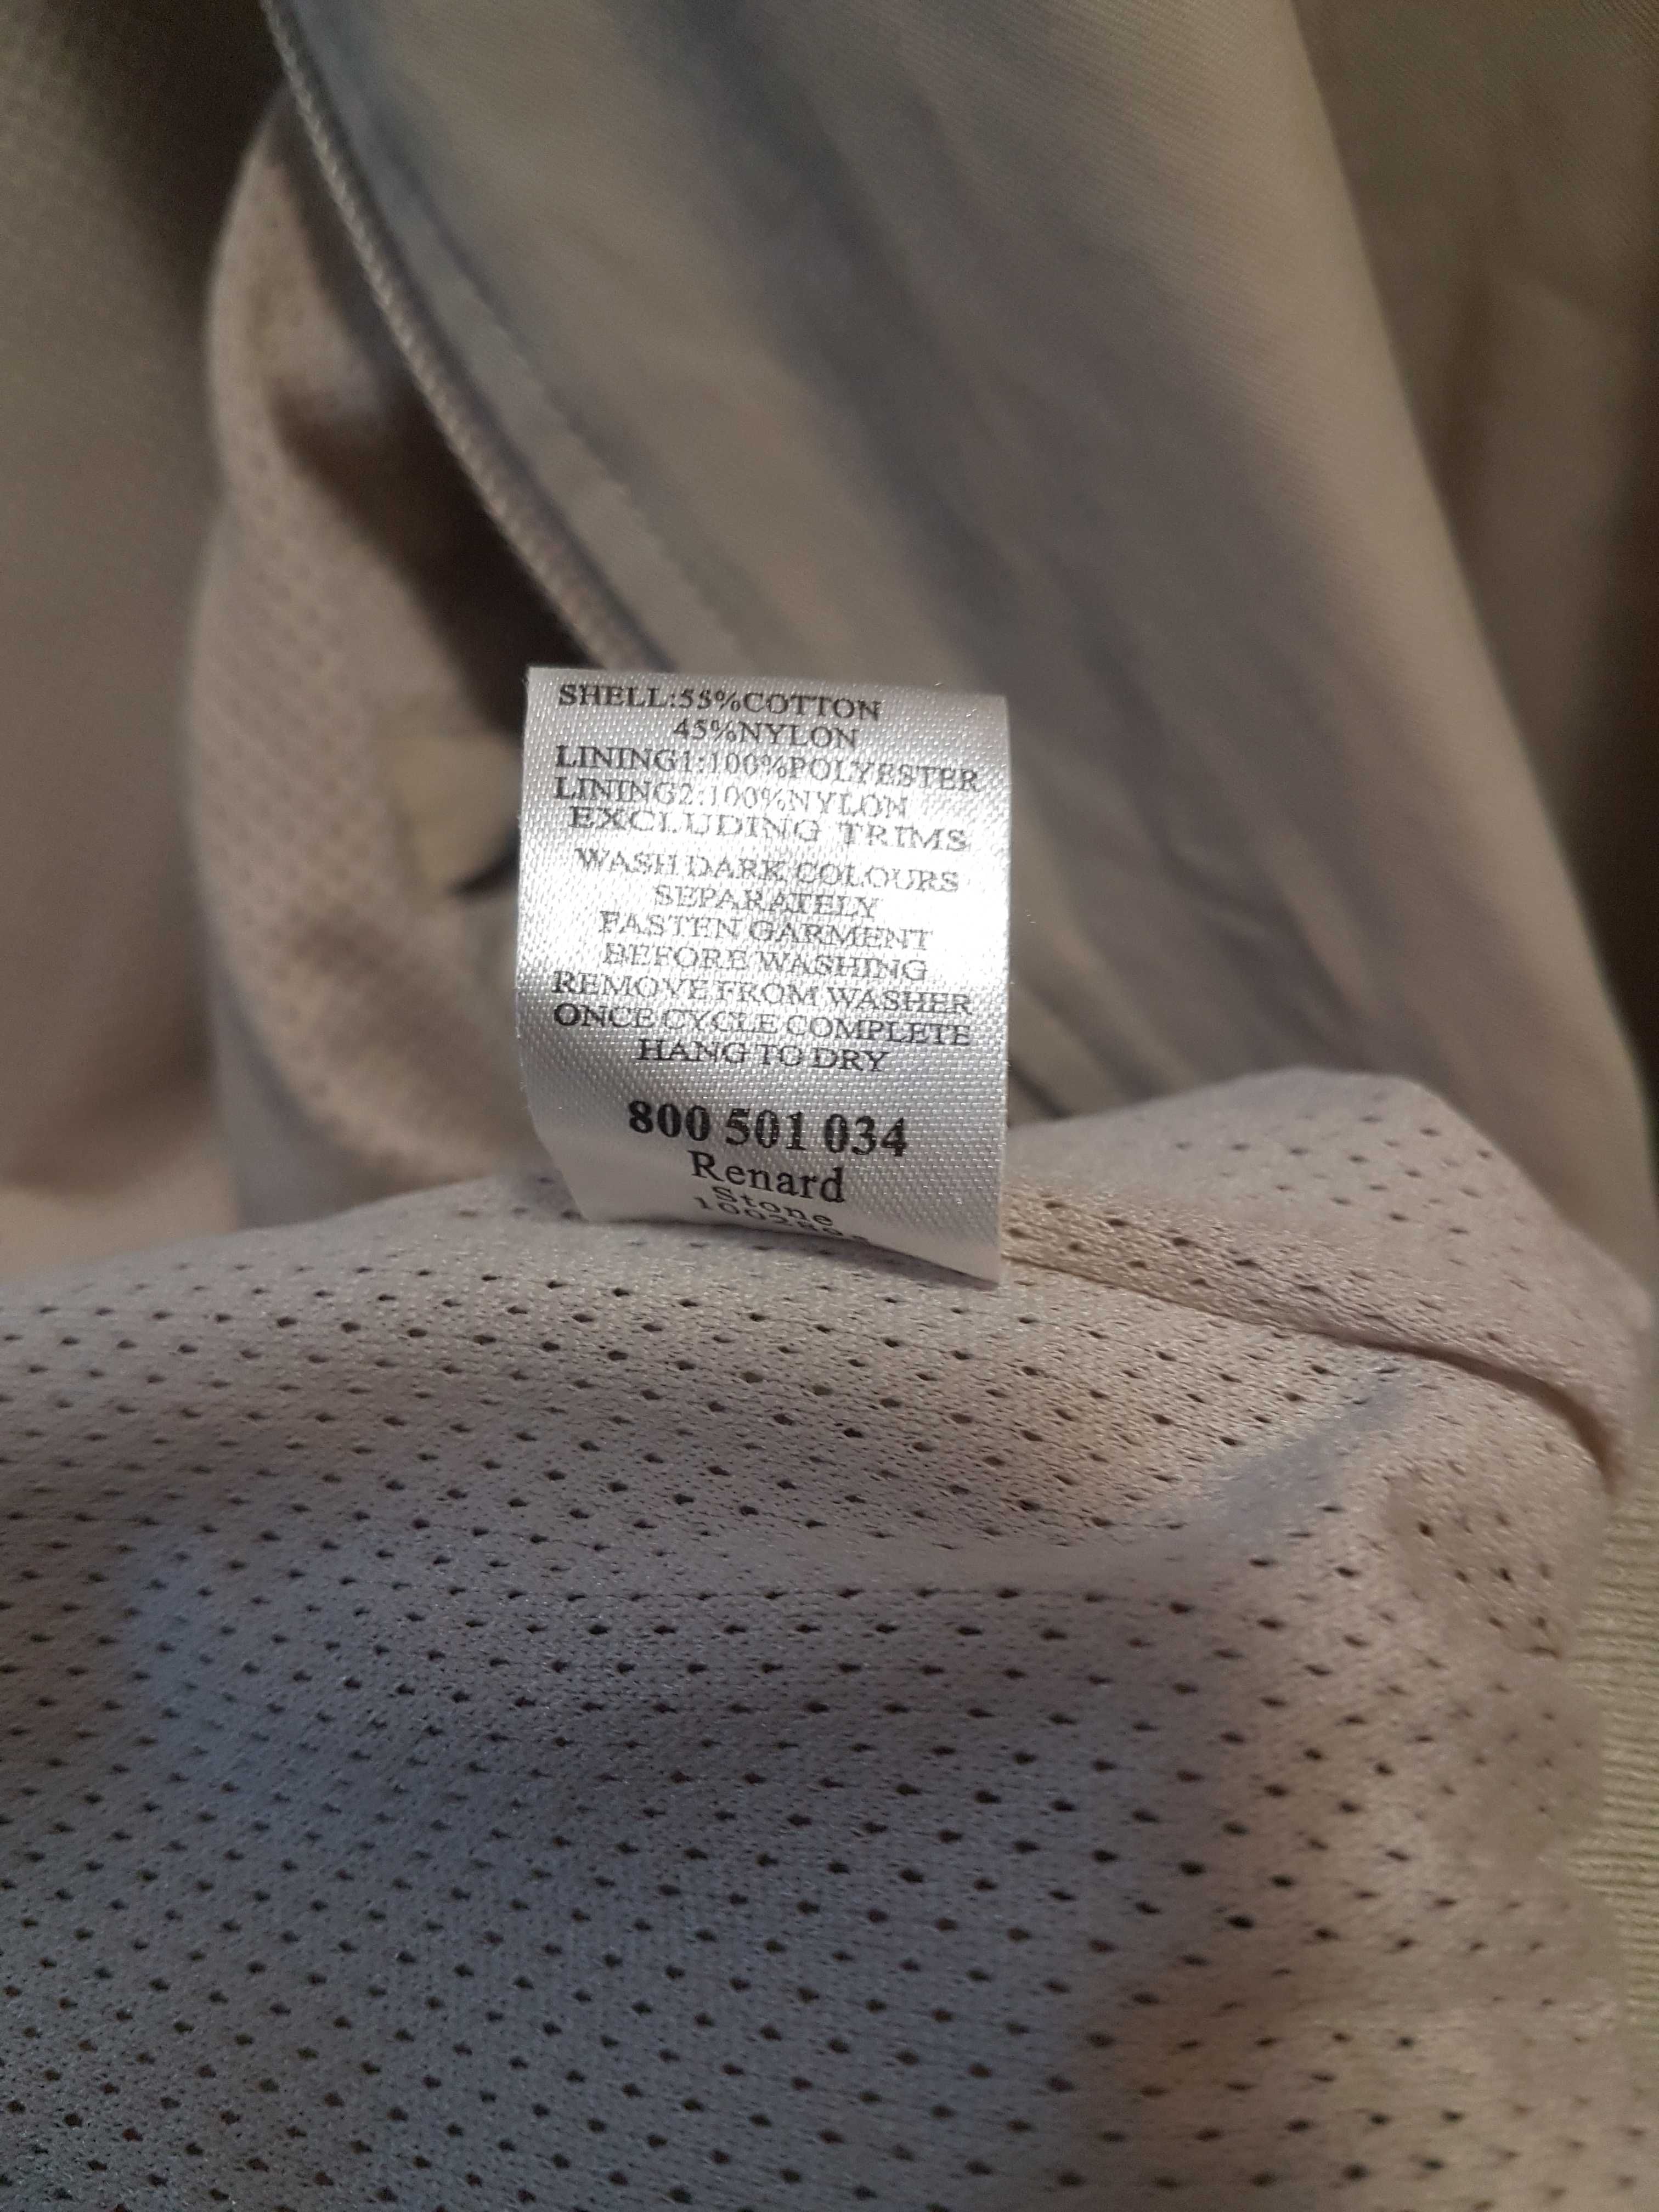 SHELL:55%COTTON
45%NYLON
LINING1:100%POLYESTER
LINING2:100%NYLON
EXCLUDING TRIMS
WASH DARK COLOURS
SEPARATELY
FASTEN GARMENT
BEFORE WASHING
REMOVE FROM WASHER
ONCE CYCLE COMPLETE
HANG TO DRY
800 501 034
Renard
Stone